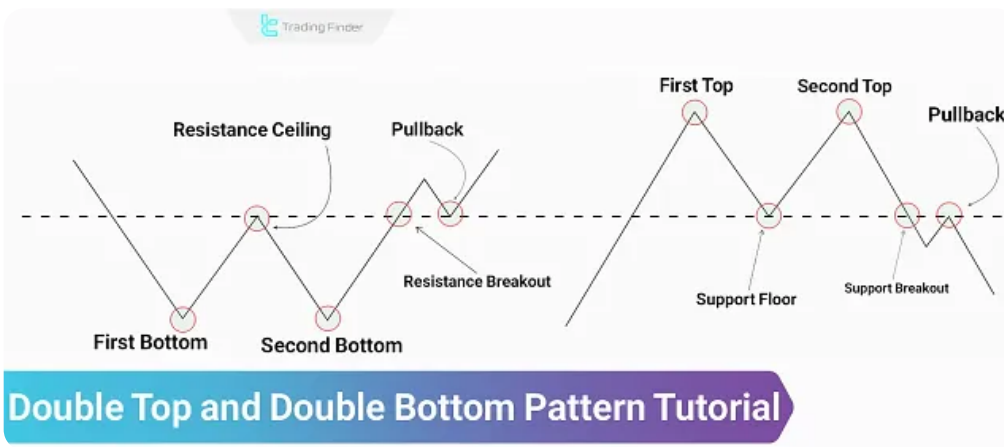 Trading Finder
First Top
Second Top
Pullback
Resistance Ceiling
Pullback
Resistance Breakout
Support Floor
Support Breakout
First Bottom
Second Bottom
Double Top and Double Bottom Pattern Tutorial